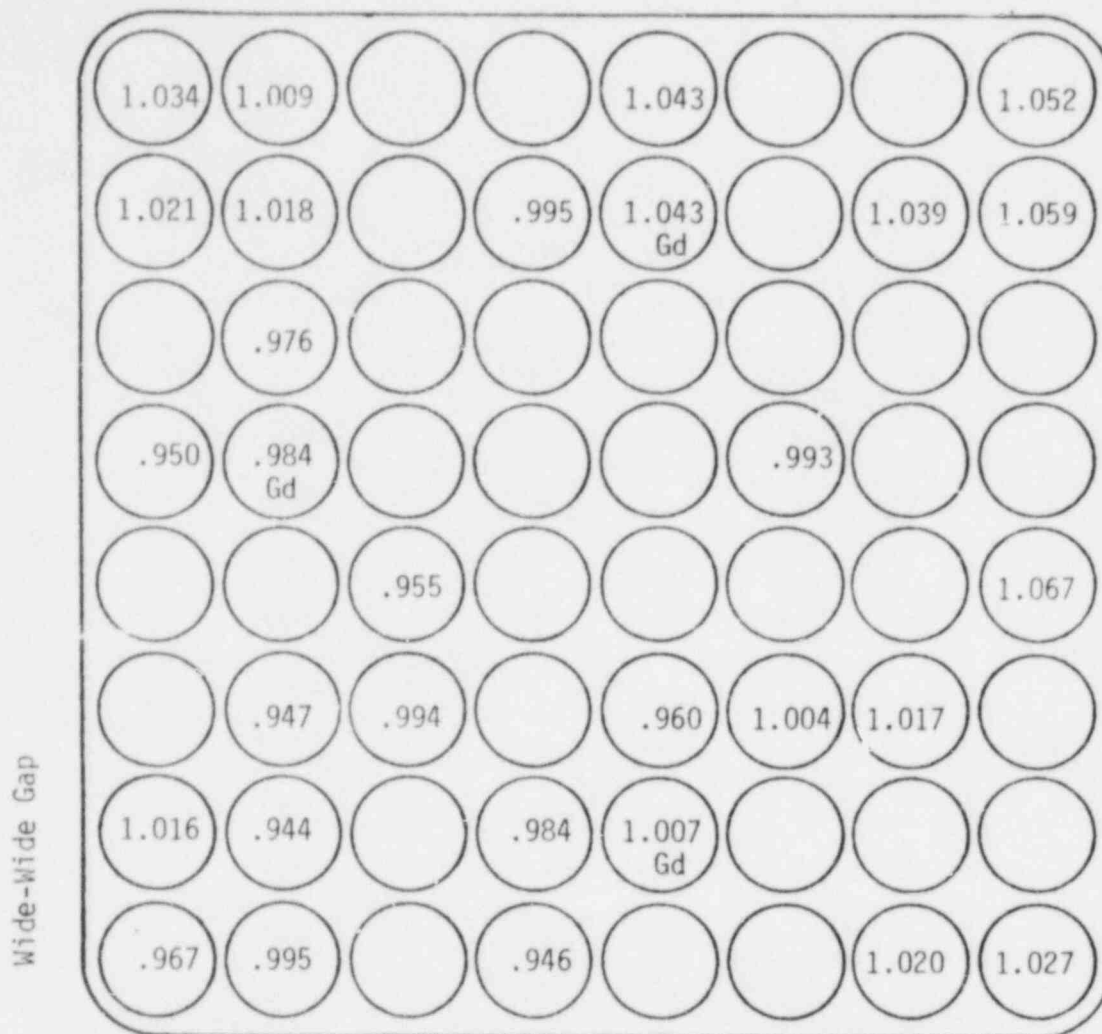 1.034 1.009 1.043 1.052
1.021 1.018 .995 1.043 1.039 1.059
Gd
.976
.950 .984 .993
Gd
.955 1.067
.947 .994 .960 1.004 1.017
1.016 .944 .984 1.007
Gd
.967 .995 .946 1.020 1.027
Wide-Wide Gap